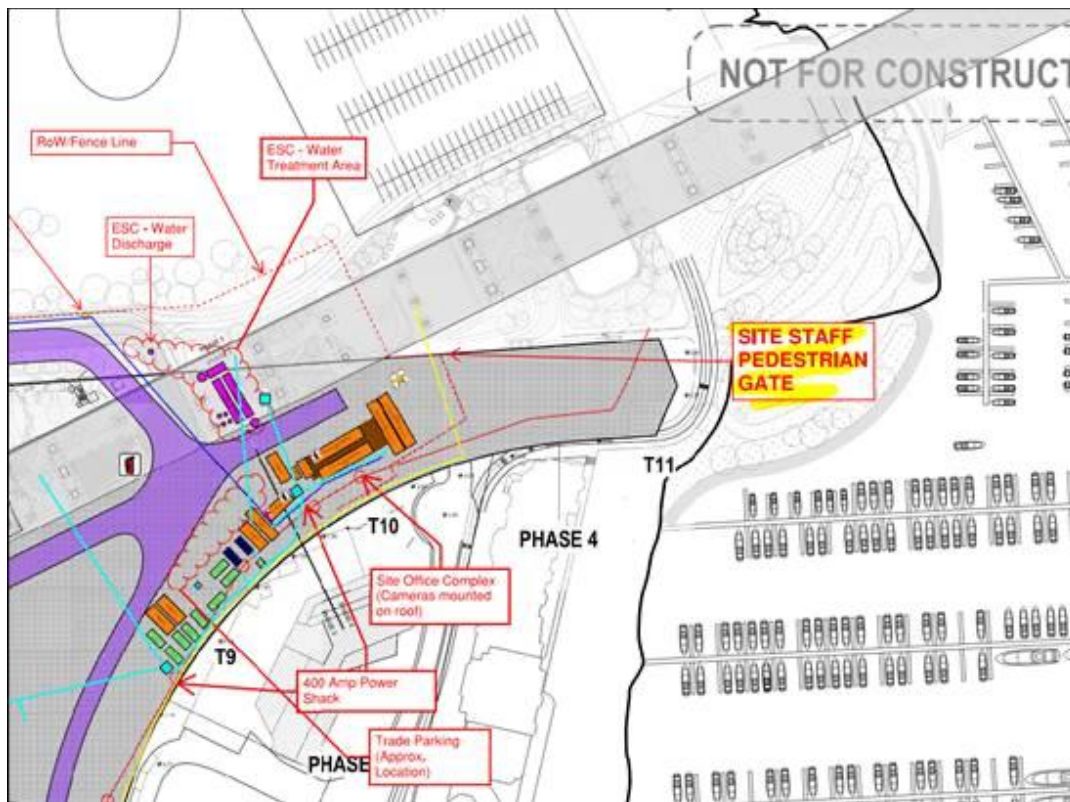 NOT FOR CONSTRUCT
RoW/Fence Line
ESC - Water
Treatment Area
ESC - Water
Discharge
SITE STAFF
PEDESTRIAN
GATE
T11
T10
PHASE 4
Site Office Complex
(Cameras mounted
on roof)
T9
400 Amp Power
Shack
Trade Parking
(Approx.
Location)
PHASE